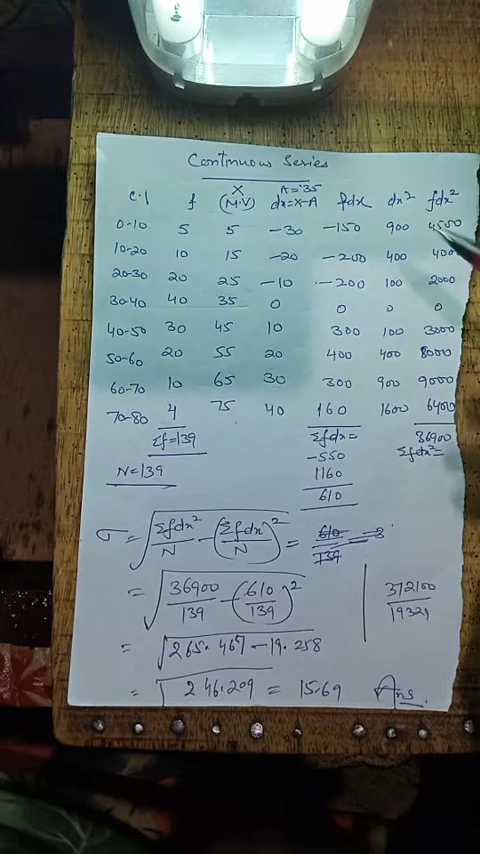 Continuous Series
C.I f X (M.V) A=35 dx=X-A fdx dx² fdx²
0-10 5 5 -30 -150 900 4500
10-20 10 15 -20 -200 400 4000
20-30 20 25 -10 -200 100 2000
30-40 40 35 0 0 0 0
40-50 30 45 10 300 100 3000
50-60 20 55 20 400 400 8000
60-70 10 65 30 300 900 9000
70-80 4 75 40 160 1600 6400
Σf=139 Σfdx= 36900
-550 Σfdx²=
N=139 1160
610
σ = √Σfdx²/N - (Σfdx/N)² = 610/139 =
= √36900/139 - (610/139)² 372100/19321
= √265.467 - 19.258
= √246.209 = 15.69 Ans.